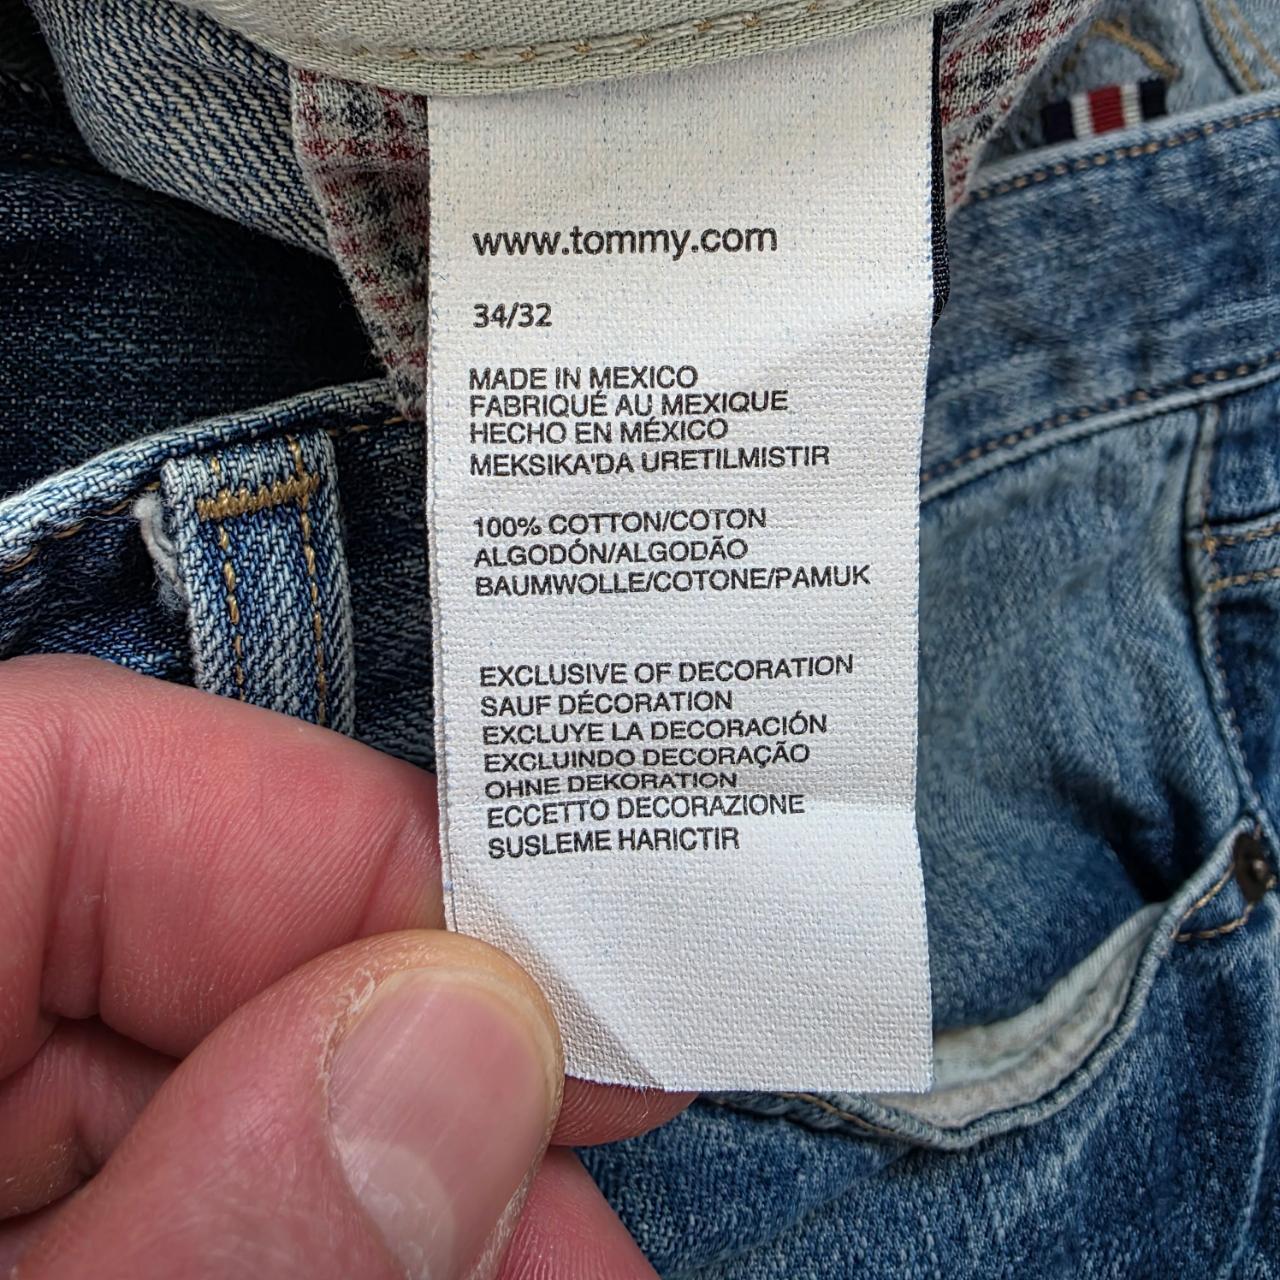 www.tommy.com
34/32
MADE IN MEXICO
FABRIQUÉ AU MEXIQUE
HECHO EN MÉXICO
MEKSIKA'DA URETILMISTIR
100% COTTON/COTON
ALGODÓN/ALGODÃO
BAUMWOLLE/COTONE/PAMUK
EXCLUSIVE OF DECORATION
SAUF DÉCORATION
EXCLUYE LA DECORACIÓN
EXCLUINDO DECORAÇÃO
OHNE DEKORATION
ECCETTO DECORAZIONE
SUSLEME HARICTIR